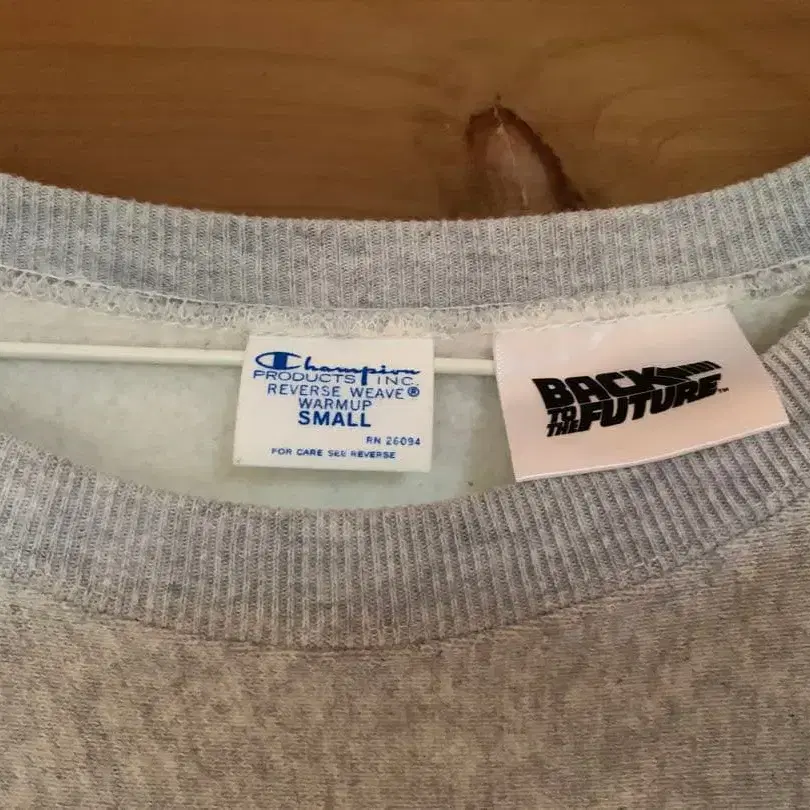 Champion
PRODUCTS INC.
REVERSE WEAVE®
WARMUP
SMALL
RN 26094
FOR CARE SEE REVERSE
BACK
TO THE FUTURE™